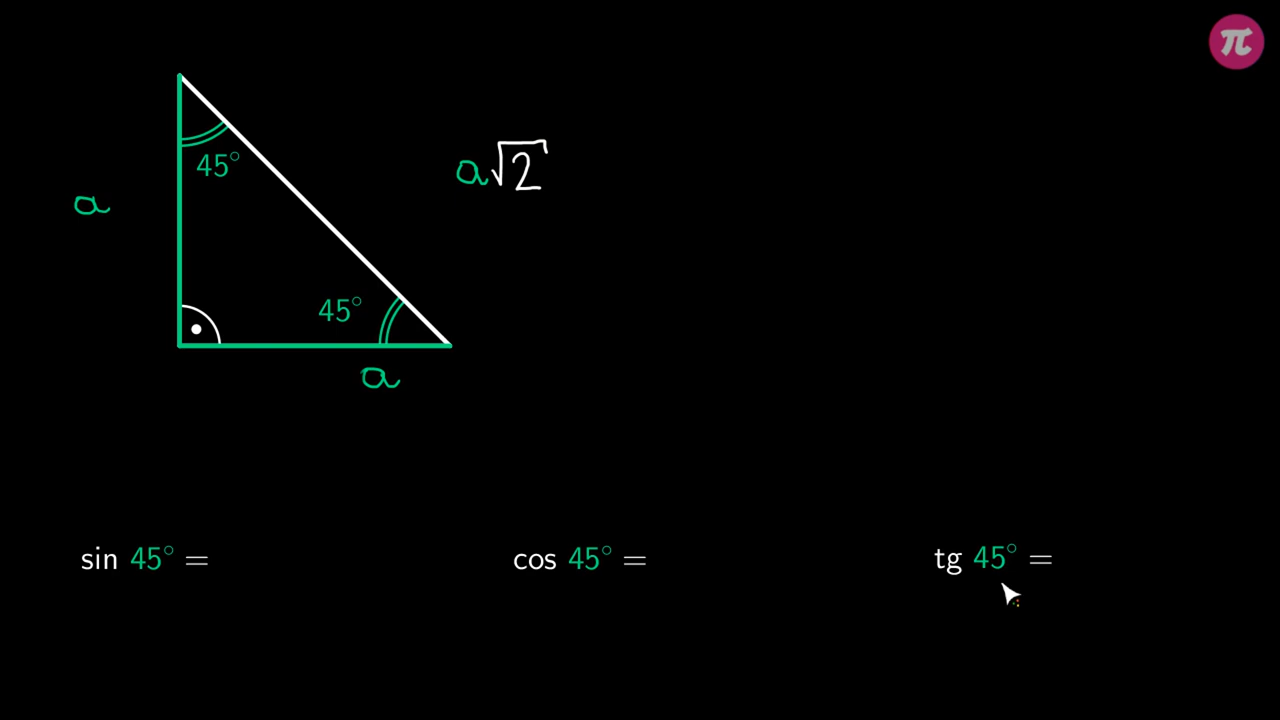 π
45°
a√2
a
45°
a
sin 45° =
cos 45° =
tg 45° =